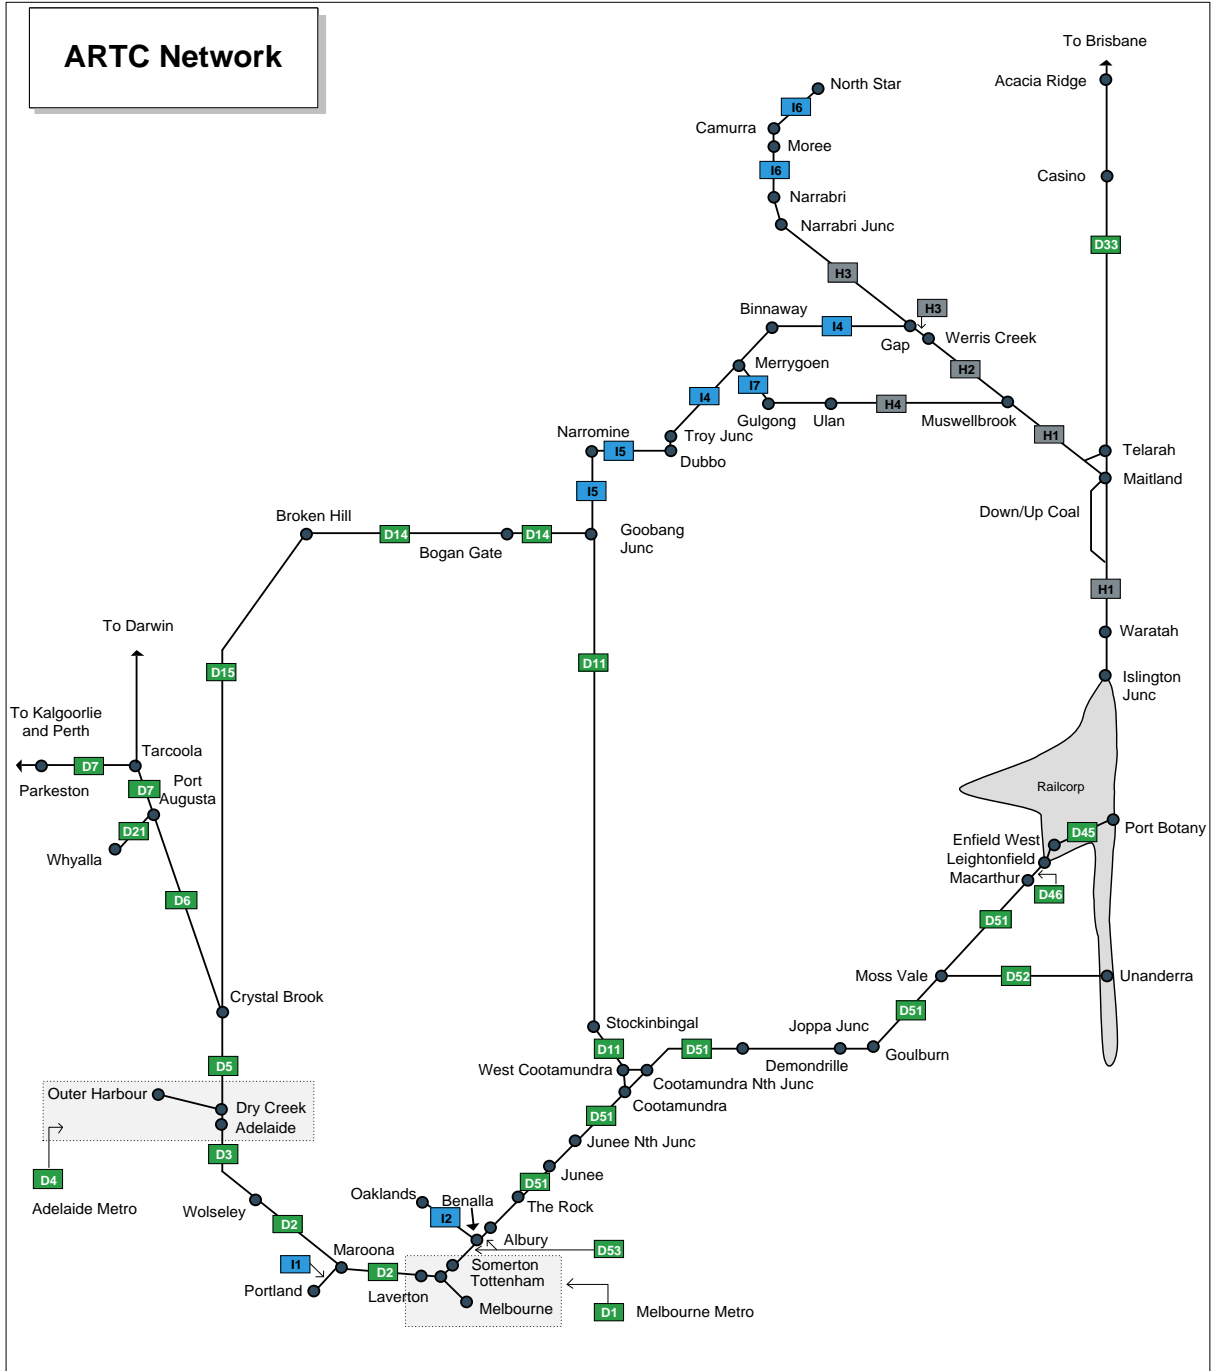 ARTC Network
To Brisbane
Acacia Ridge
North Star
I6
Camurra
Moree
I6
Casino
Narrabri
Narrabri Junc
D33
H3
H3
Binnaway
I4
Gap
Werris Creek
Merrygoen
H2
I7
I4
H4
Gulgong
Ulan
Muswellbrook
Narromine
Troy Junc
H1
I5
Dubbo
Telarah
Maitland
I5
Down/Up Coal
Broken Hill
D14
D14
Goobang
Junc
Bogan Gate
H1
To Darwin
Waratah
D15
D11
Islington
Junc
To Kalgoorlie
and Perth
Tarcoola
D7
Parkeston
D7
Port
Augusta
Railcorp
D21
Whyalla
D45
Port Botany
Enfield West
Leightonfield
Macarthur
D46
D6
D51
Moss Vale
D52
Unanderra
Crystal Brook
D51
Stockinbingal
Joppa Junc
D11
D51
Goulburn
Demondrille
D5
West Cootamundra
Cootamundra Nth Junc
Outer Harbour
Dry Creek
Cootamundra
Adelaide
D51
Junee Nth Junc
D3
D4
Junee
D51
Adelaide Metro
Oaklands
Benalla
Wolseley
The Rock
I2
D2
Albury
D53
Maroona
I1
D2
Somerton
Tottenham
Portland
Laverton
Melbourne
D1
Melbourne Metro